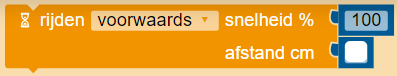 rijden voorwaards snelheid % 100
afstand cm